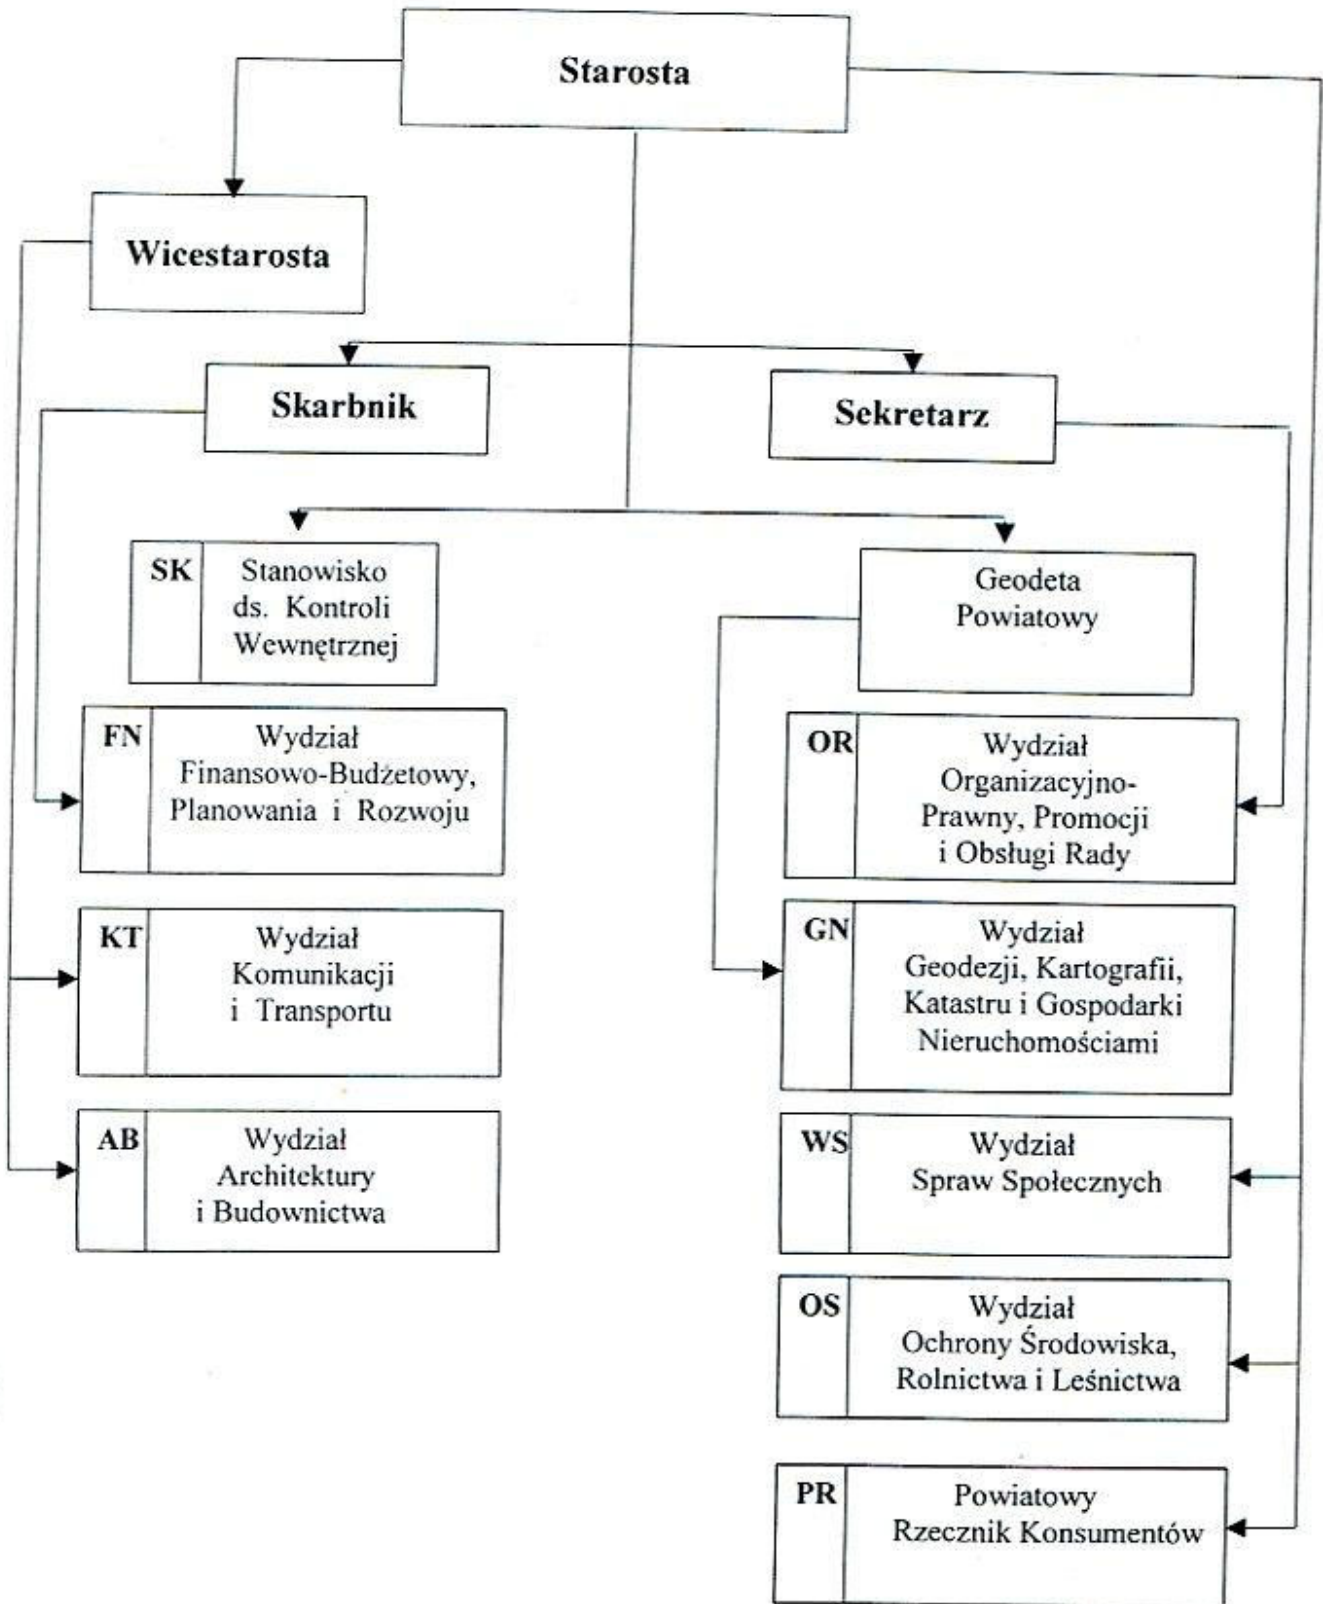 Starosta
Wicestarosta
Skarbnik
Sekretarz
SK
Stanowisko
ds. Kontroli
Wewnętrznej
Geodeta
Powiatowy
FN
Wydział
Finansowo-Budżetowy,
Planowania i Rozwoju
OR
Wydział
Organizacyjno-
Prawny, Promocji
i Obsługi Rady
KT
Wydział
Komunikacji
i Transportu
GN
Wydział
Geodezji, Kartografii,
Katastru i Gospodarki
Nieruchomościami
AB
Wydział
Architektury
i Budownictwa
WS
Wydział
Spraw Społecznych
OS
Wydział
Ochrony Środowiska,
Rolnictwa i Leśnictwa
PR
Powiatowy
Rzecznik Konsumentów